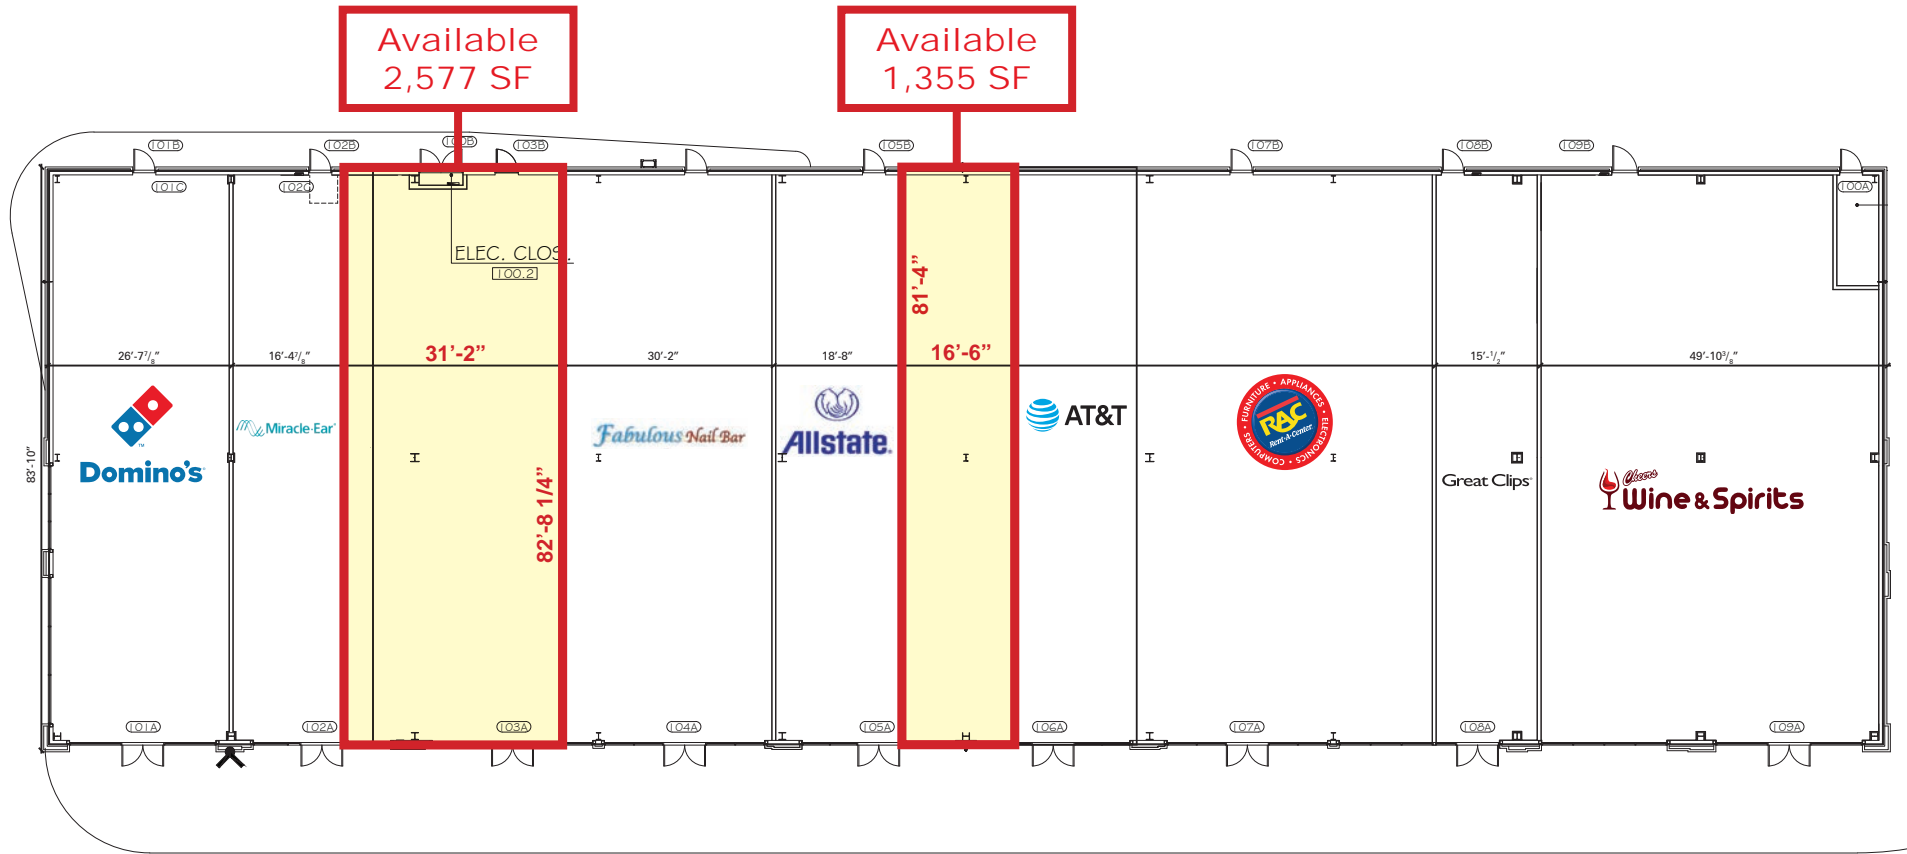 Available
2,577 SF
Available
1,355 SF
101B
102B
100B
103B
105B
107B
108B
109B
101C
102C
100A
ELEC. CLOS.
100.2
81'-4"
26'-7⅞"
16'-4⅞"
31'-2"
30'-2"
18'-8"
16'-6"
15'-½"
49'-10⅜"
83'-10"
82'-8 1/4"
Domino's
Miracle-Ear
Fabulous Nail Bar
Allstate.
AT&T
FURNITURE • APPLIANCES • ELECTRONICS • COMPUTERS •
RAC
Rent-A-Center
Great Clips
Cheers
Wine & Spirits
101A
102A
103A
104A
105A
106A
107A
108A
109A